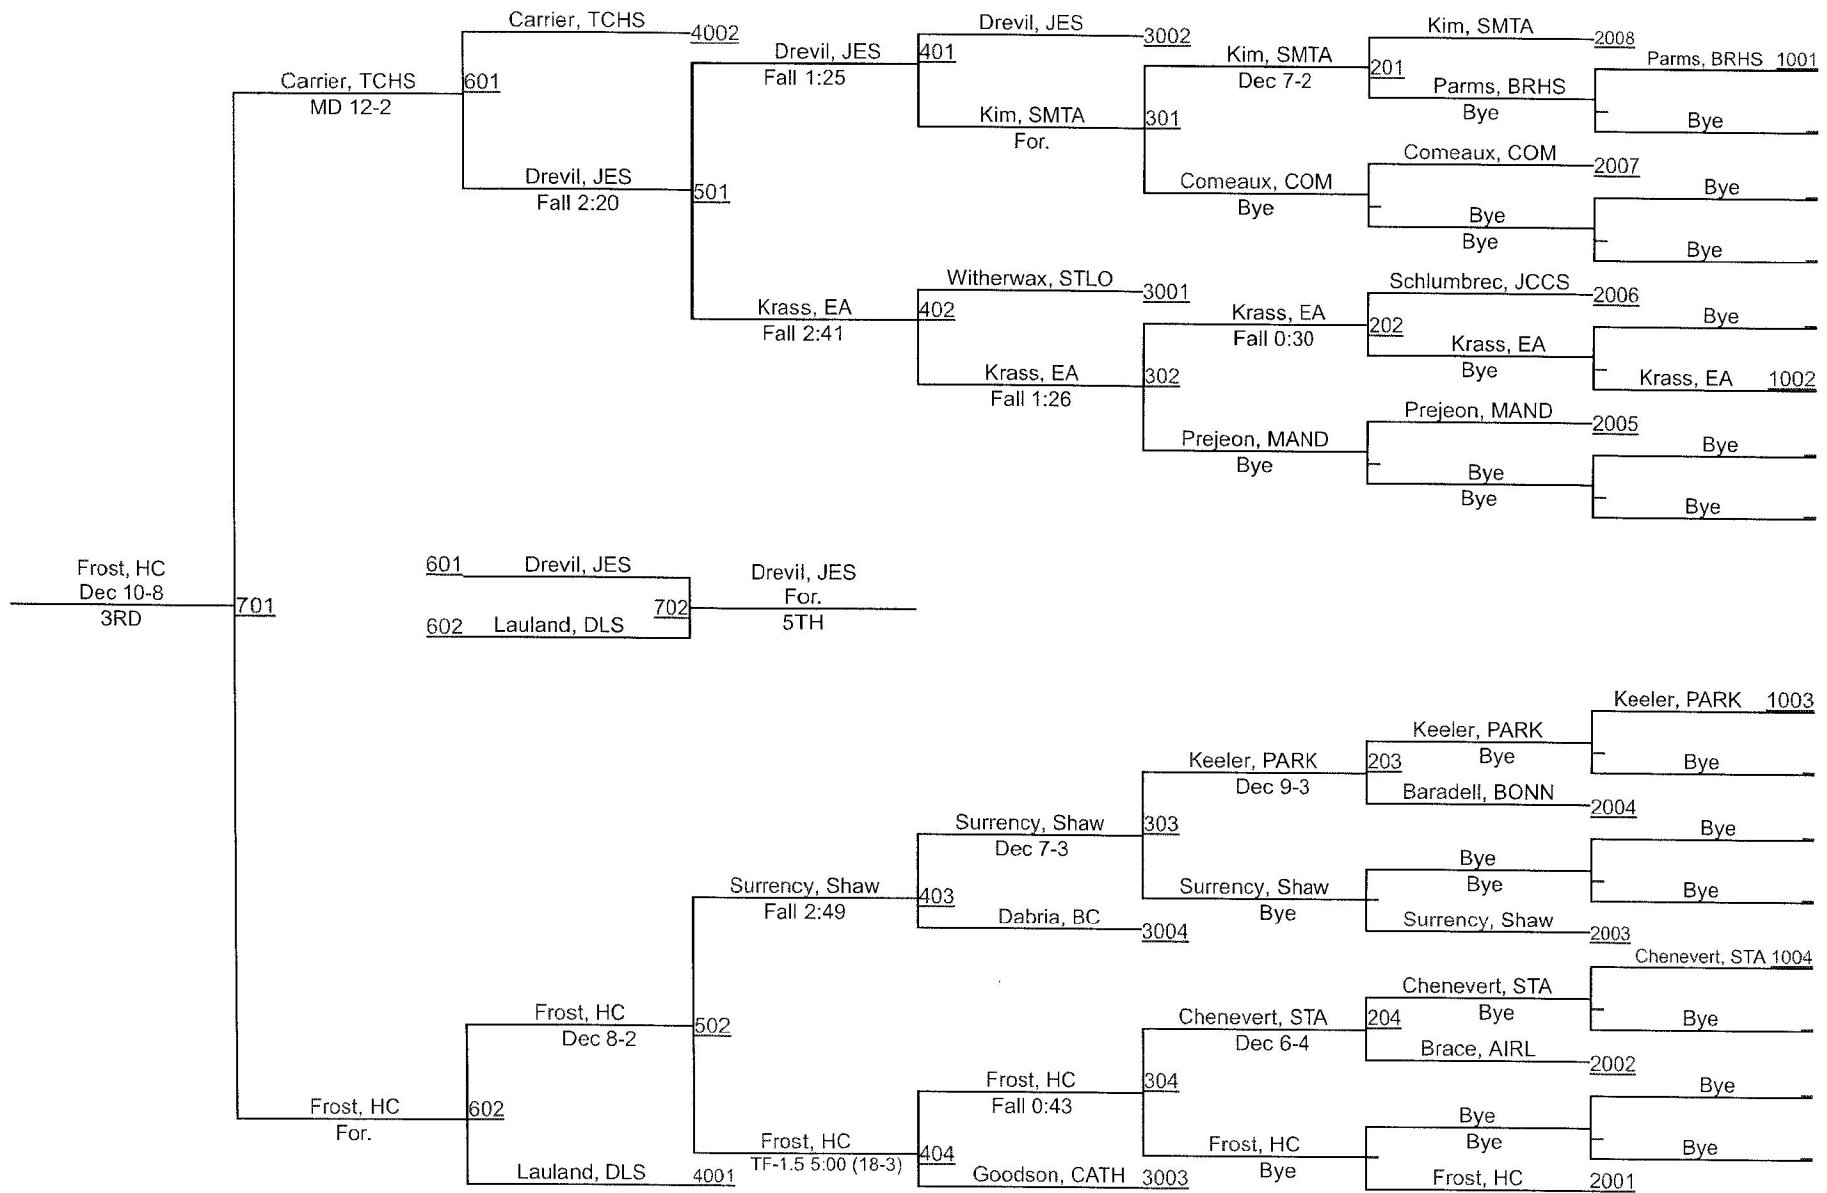 Carrier, TCHS
4002
Drevil, JES
3002
Kim, SMTA
2008
Drevil, JES
401
Kim, SMTA
Parms, BRHS 1001
Fall 1:25
Dec 7-2
201
Carrier, TCHS
601
Parms, BRHS
MD 12-2
Bye
Kim, SMTA
301
Bye
For.
Comeaux, COM
2007
Drevil, JES
Comeaux, COM
Bye
Fall 2:20
501
Bye
Bye
Bye
Bye
Witherwax, STLO
3001
Schlumbrec, JCCS
2006
Krass, EA
402
Krass, EA
202
Bye
Fall 2:41
Fall 0:30
Krass, EA
Bye
Krass, EA
302
Krass, EA 1002
Fall 1:26
Prejeon, MAND
2005
Prejeon, MAND
Bye
Bye
Bye
Bye
Bye
Frost, HC
Dec 10-8
3RD
701
601
Drevil, JES
Drevil, JES
For.
5TH
702
602
Lauland, DLS
Keeler, PARK 1003
Keeler, PARK
Bye
Keeler, PARK
203
Bye
Dec 9-3
Baradell, BONN
2004
Surrency, Shaw
303
Bye
Dec 7-3
Bye
Bye
Surrency, Shaw
403
Surrency, Shaw
Bye
Fall 2:49
Bye
Dabria, BC
3004
Surrency, Shaw
2003
Chenevert, STA 1004
Chenevert, STA
Bye
Frost, HC
502
Chenevert, STA
204
Bye
Dec 8-2
Dec 6-4
Brace, AIRL
2002
Frost, HC
304
Bye
Fall 0:43
Frost, HC
602
Bye
For.
Bye
Frost, HC
404
Frost, HC
Bye
TF-1.5 5:00 (18-3)
Bye
Lauland, DLS
4001
Goodson, CATH
3003
Frost, HC
2001